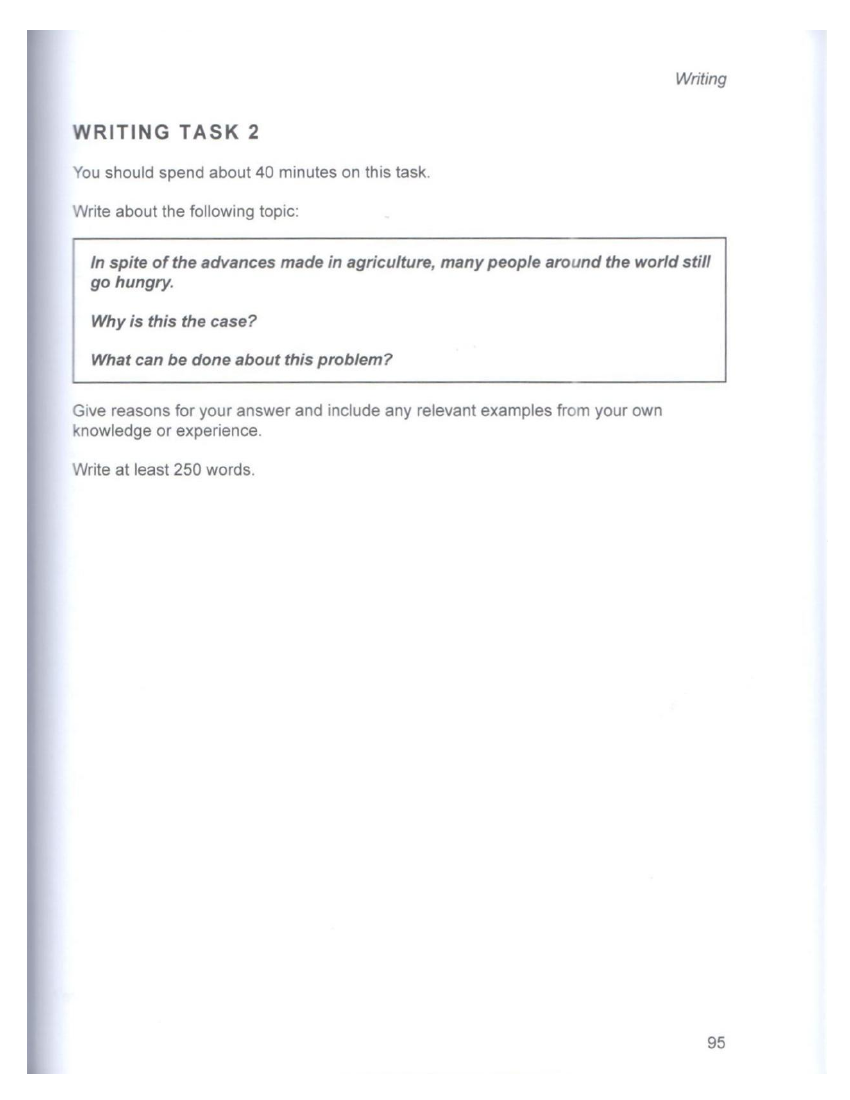 Writing
WRITING TASK 2
You should spend about 40 minutes on this task.
Write about the following topic:
In spite of the advances made in agriculture, many people around the world still
go hungry.
Why is this the case?
What can be done about this problem?
Give reasons for your answer and include any relevant examples from your own
knowledge or experience.
Write at least 250 words.
95